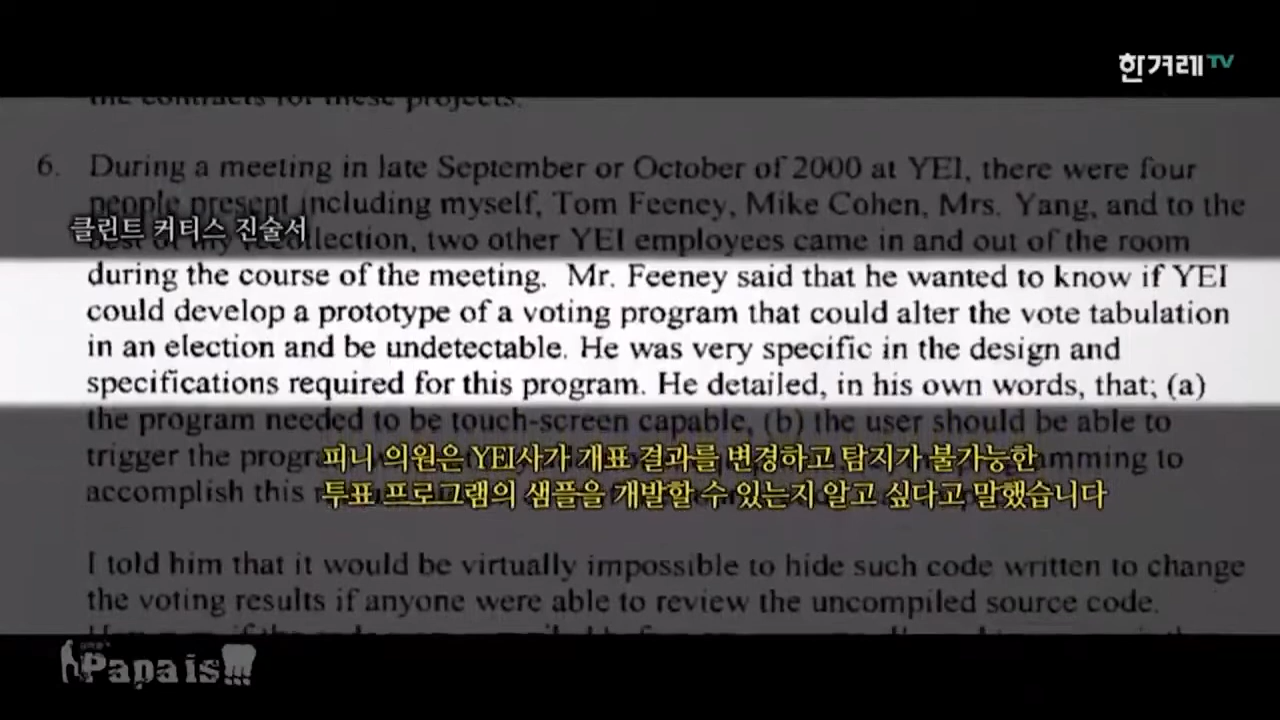 한겨레TV
the contracts for these projects.
6. During a meeting in late September or October of 2000 at YEI, there were four
people present including myself, Tom Feeney, Mike Cohen, Mrs. Yang, and to the
클린트 커티스 진술서
lection, two other YEI employees came in and out of the room
during the course of the meeting. Mr. Feeney said that he wanted to know if YEI
could develop a prototype of a voting program that could alter the vote tabulation
in an election and be undetectable. He was very specific in the design and
specifications required for this program. He detailed, in his own words, that; (a)
the program needed to be touch-screen capable, (b) the user should be able to
trigger the progr mming to
피니 의원은 YEI사가 개표 결과를 변경하고 탐지가 불가능한
accomplish this
투표 프로그램의 샘플을 개발할 수 있는지 알고 싶다고 말했습니다
I told him that it would be virtually impossible to hide such code written to change
the voting results if anyone were able to review the uncompiled source code.
Papa is!!!